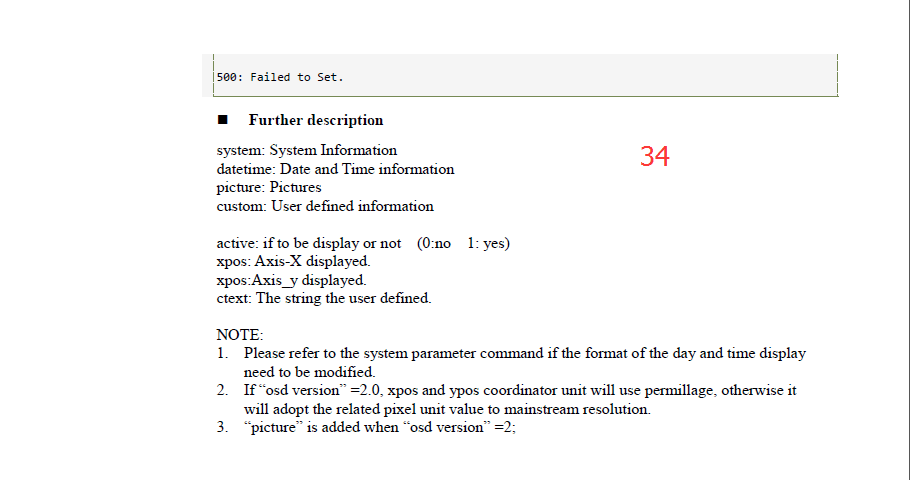 500: Failed to Set.
■ Further description
system: System Information
34
datetime: Date and Time information
picture: Pictures
custom: User defined information
active: if to be display or not (0:no 1: yes)
xpos: Axis-X displayed.
xpos:Axis_y displayed.
ctext: The string the user defined.
NOTE:
1. Please refer to the system parameter command if the format of the day and time display
need to be modified.
2. If “osd version” =2.0, xpos and ypos coordinator unit will use permillage, otherwise it
will adopt the related pixel unit value to mainstream resolution.
3. “picture” is added when “osd version” =2;